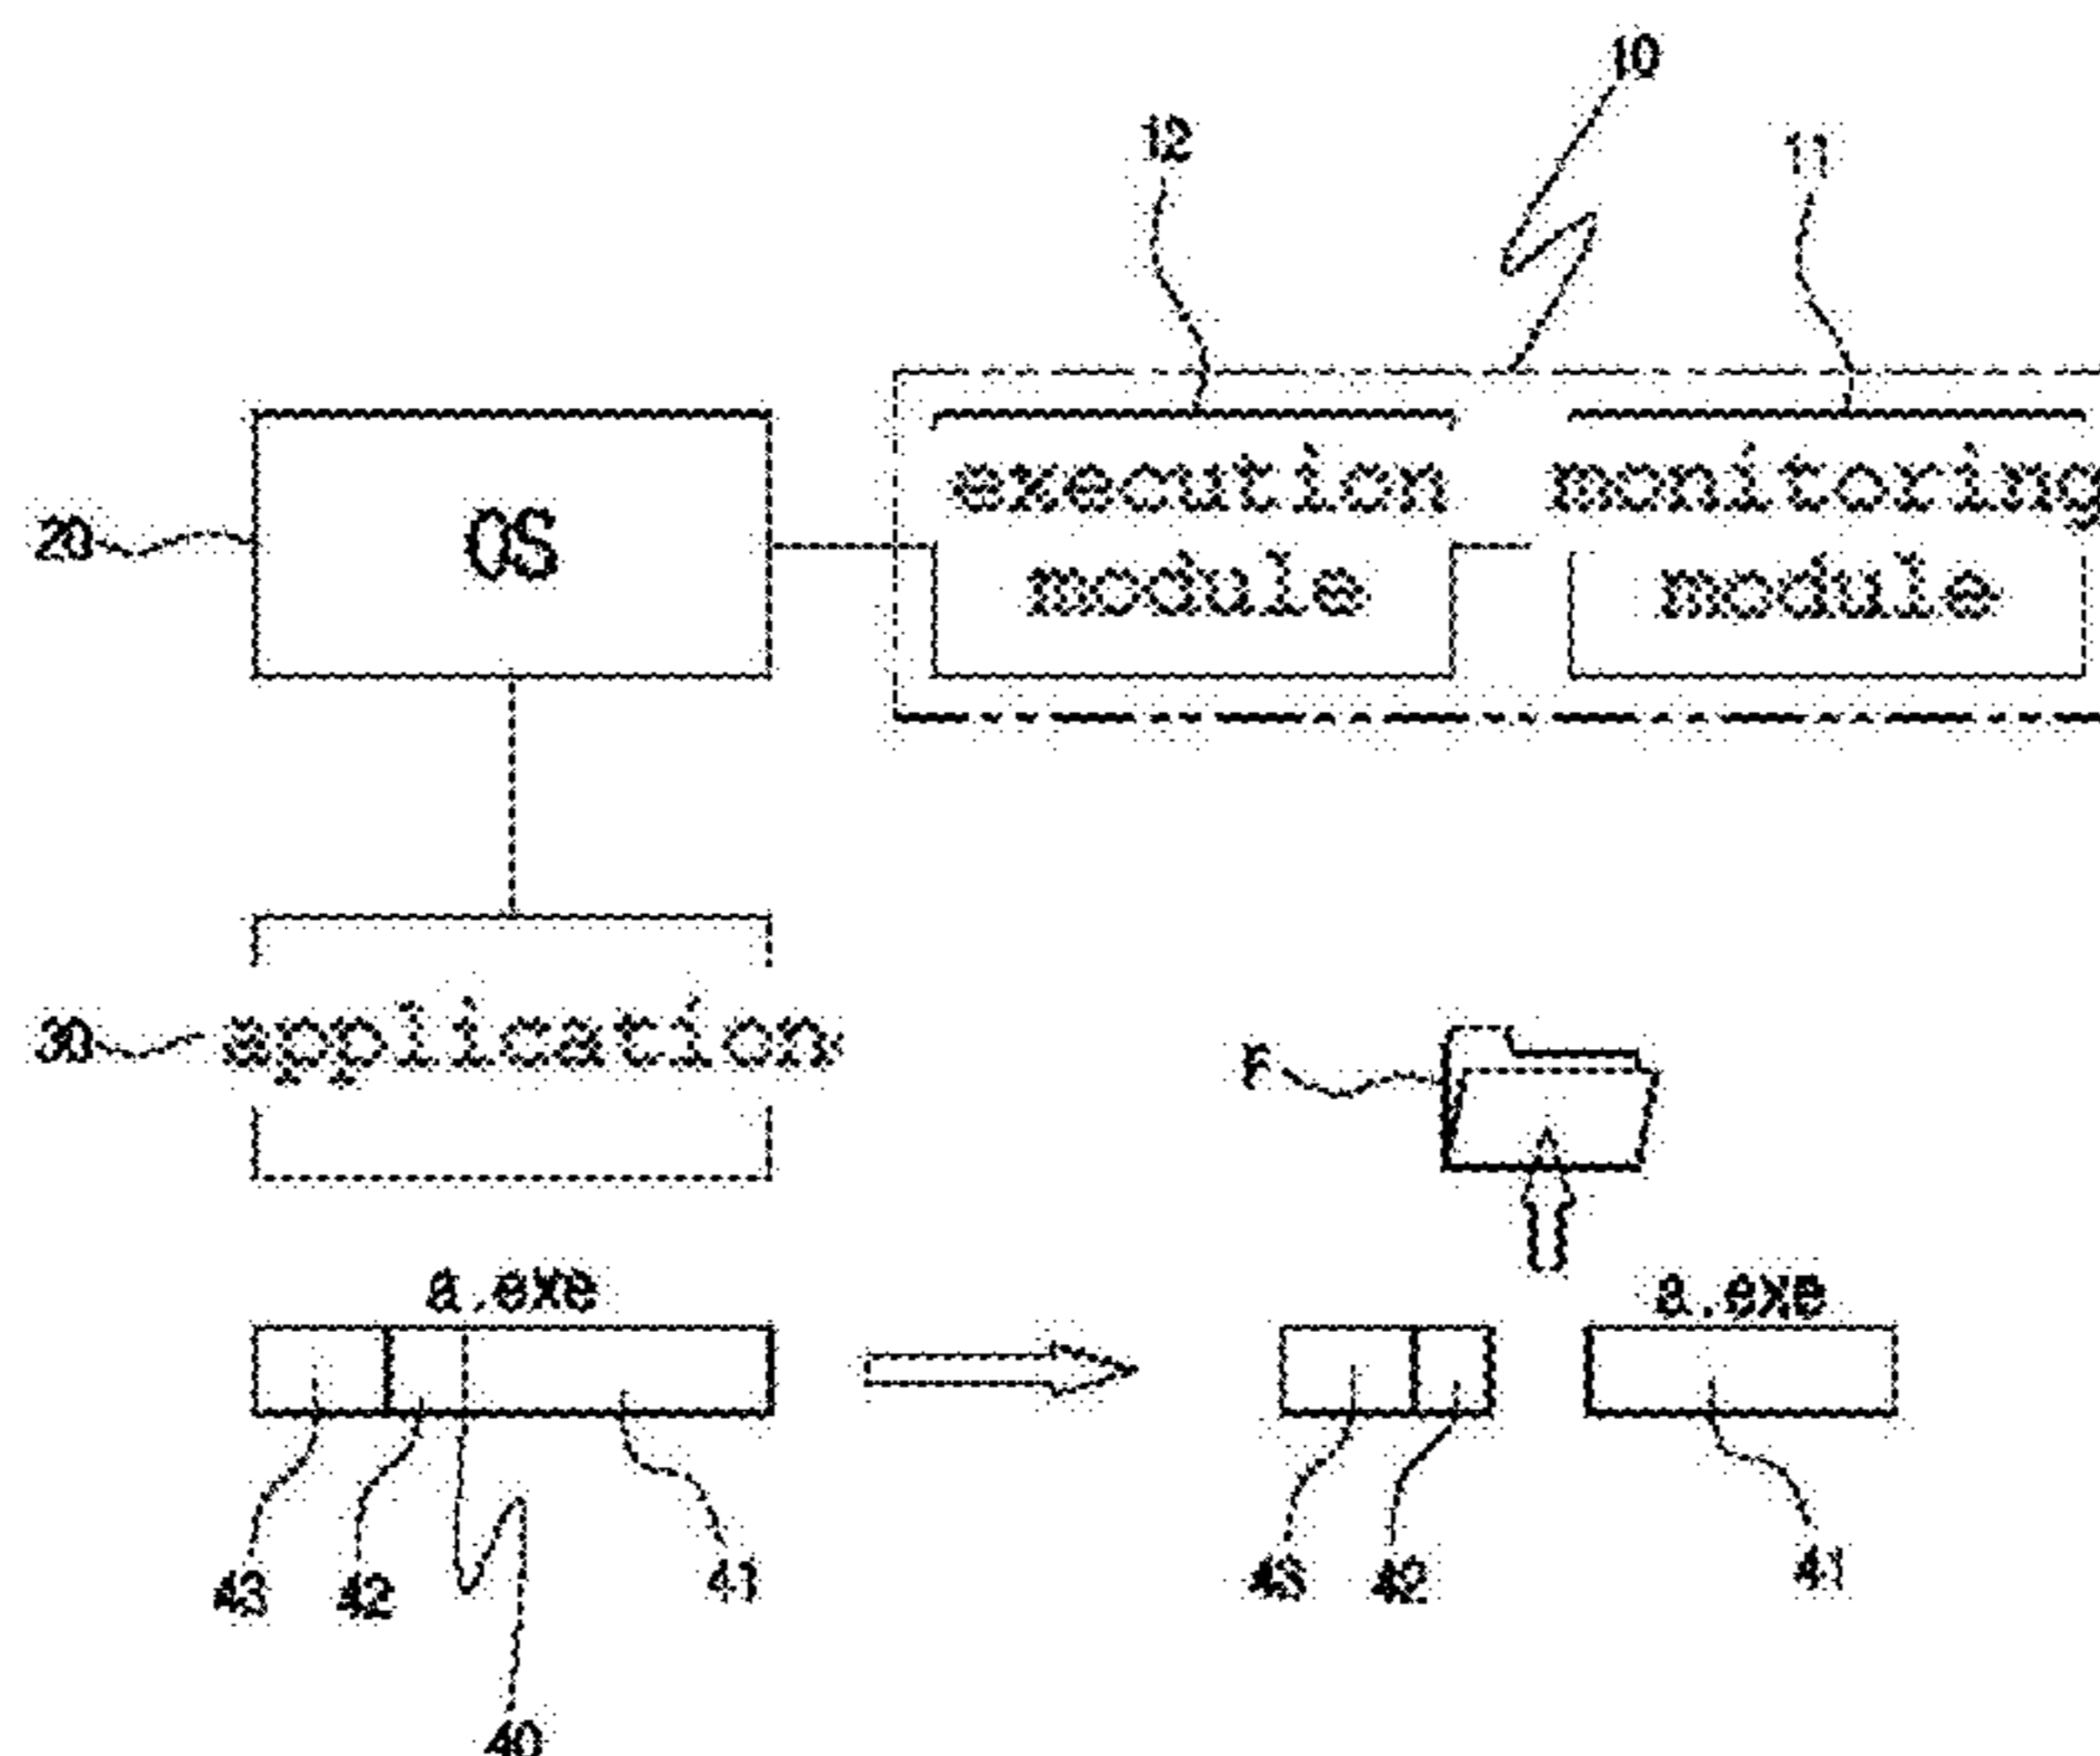 10
12
11
20
OS
execution
module
monitoring
module
30
application
F
a.exe
a.exe
43
42
41
43
42
41
40